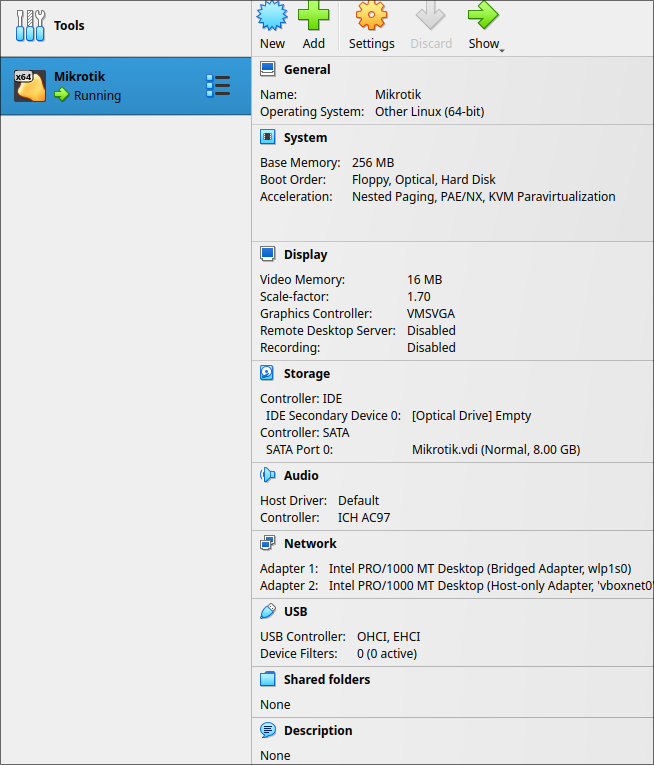 Tools
x64
Mikrotik
Running
New Add Settings Discard Show
General
Name: Mikrotik
Operating System: Other Linux (64-bit)
System
Base Memory: 256 MB
Boot Order: Floppy, Optical, Hard Disk
Acceleration: Nested Paging, PAE/NX, KVM Paravirtualization
Display
Video Memory: 16 MB
Scale-factor: 1.70
Graphics Controller: VMSVGA
Remote Desktop Server: Disabled
Recording: Disabled
Storage
Controller: IDE
IDE Secondary Device 0: [Optical Drive] Empty
Controller: SATA
SATA Port 0: Mikrotik.vdi (Normal, 8.00 GB)
Audio
Host Driver: Default
Controller: ICH AC97
Network
Adapter 1: Intel PRO/1000 MT Desktop (Bridged Adapter, wlp1s0)
Adapter 2: Intel PRO/1000 MT Desktop (Host-only Adapter, 'vboxnet0'
USB
USB Controller: OHCI, EHCI
Device Filters: 0 (0 active)
Shared folders
None
Description
None